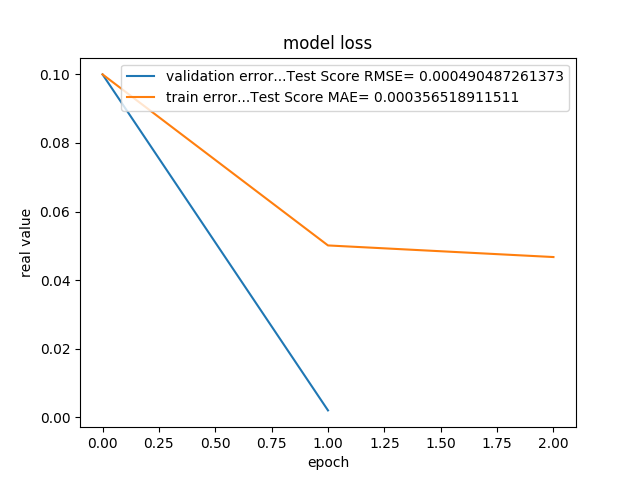 model loss
validation error...Test Score RMSE= 0.000490487261373
train error...Test Score MAE= 0.000356518911511
0.10
0.08
0.06
0.04
0.02
0.00
real value
0.00 0.25 0.50 0.75 1.00 1.25 1.50 1.75 2.00
epoch